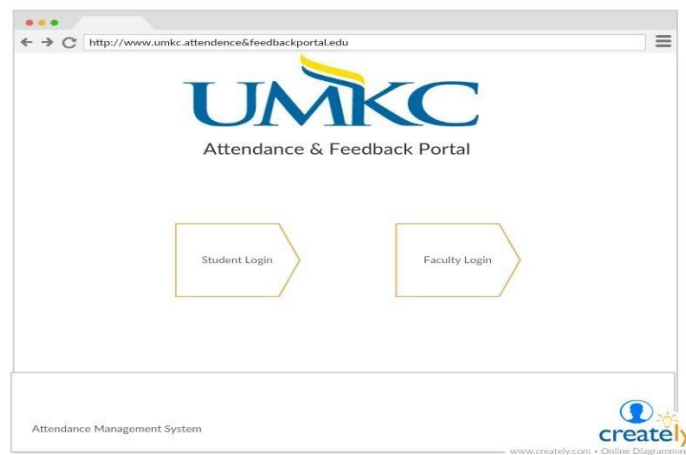 http://www.umkc.attendence&feedbackportal.edu
UMKC
Attendance & Feedback Portal
Student Login
Faculty Login
Attendance Management System
creately
www.creately.com • Online Diagramming